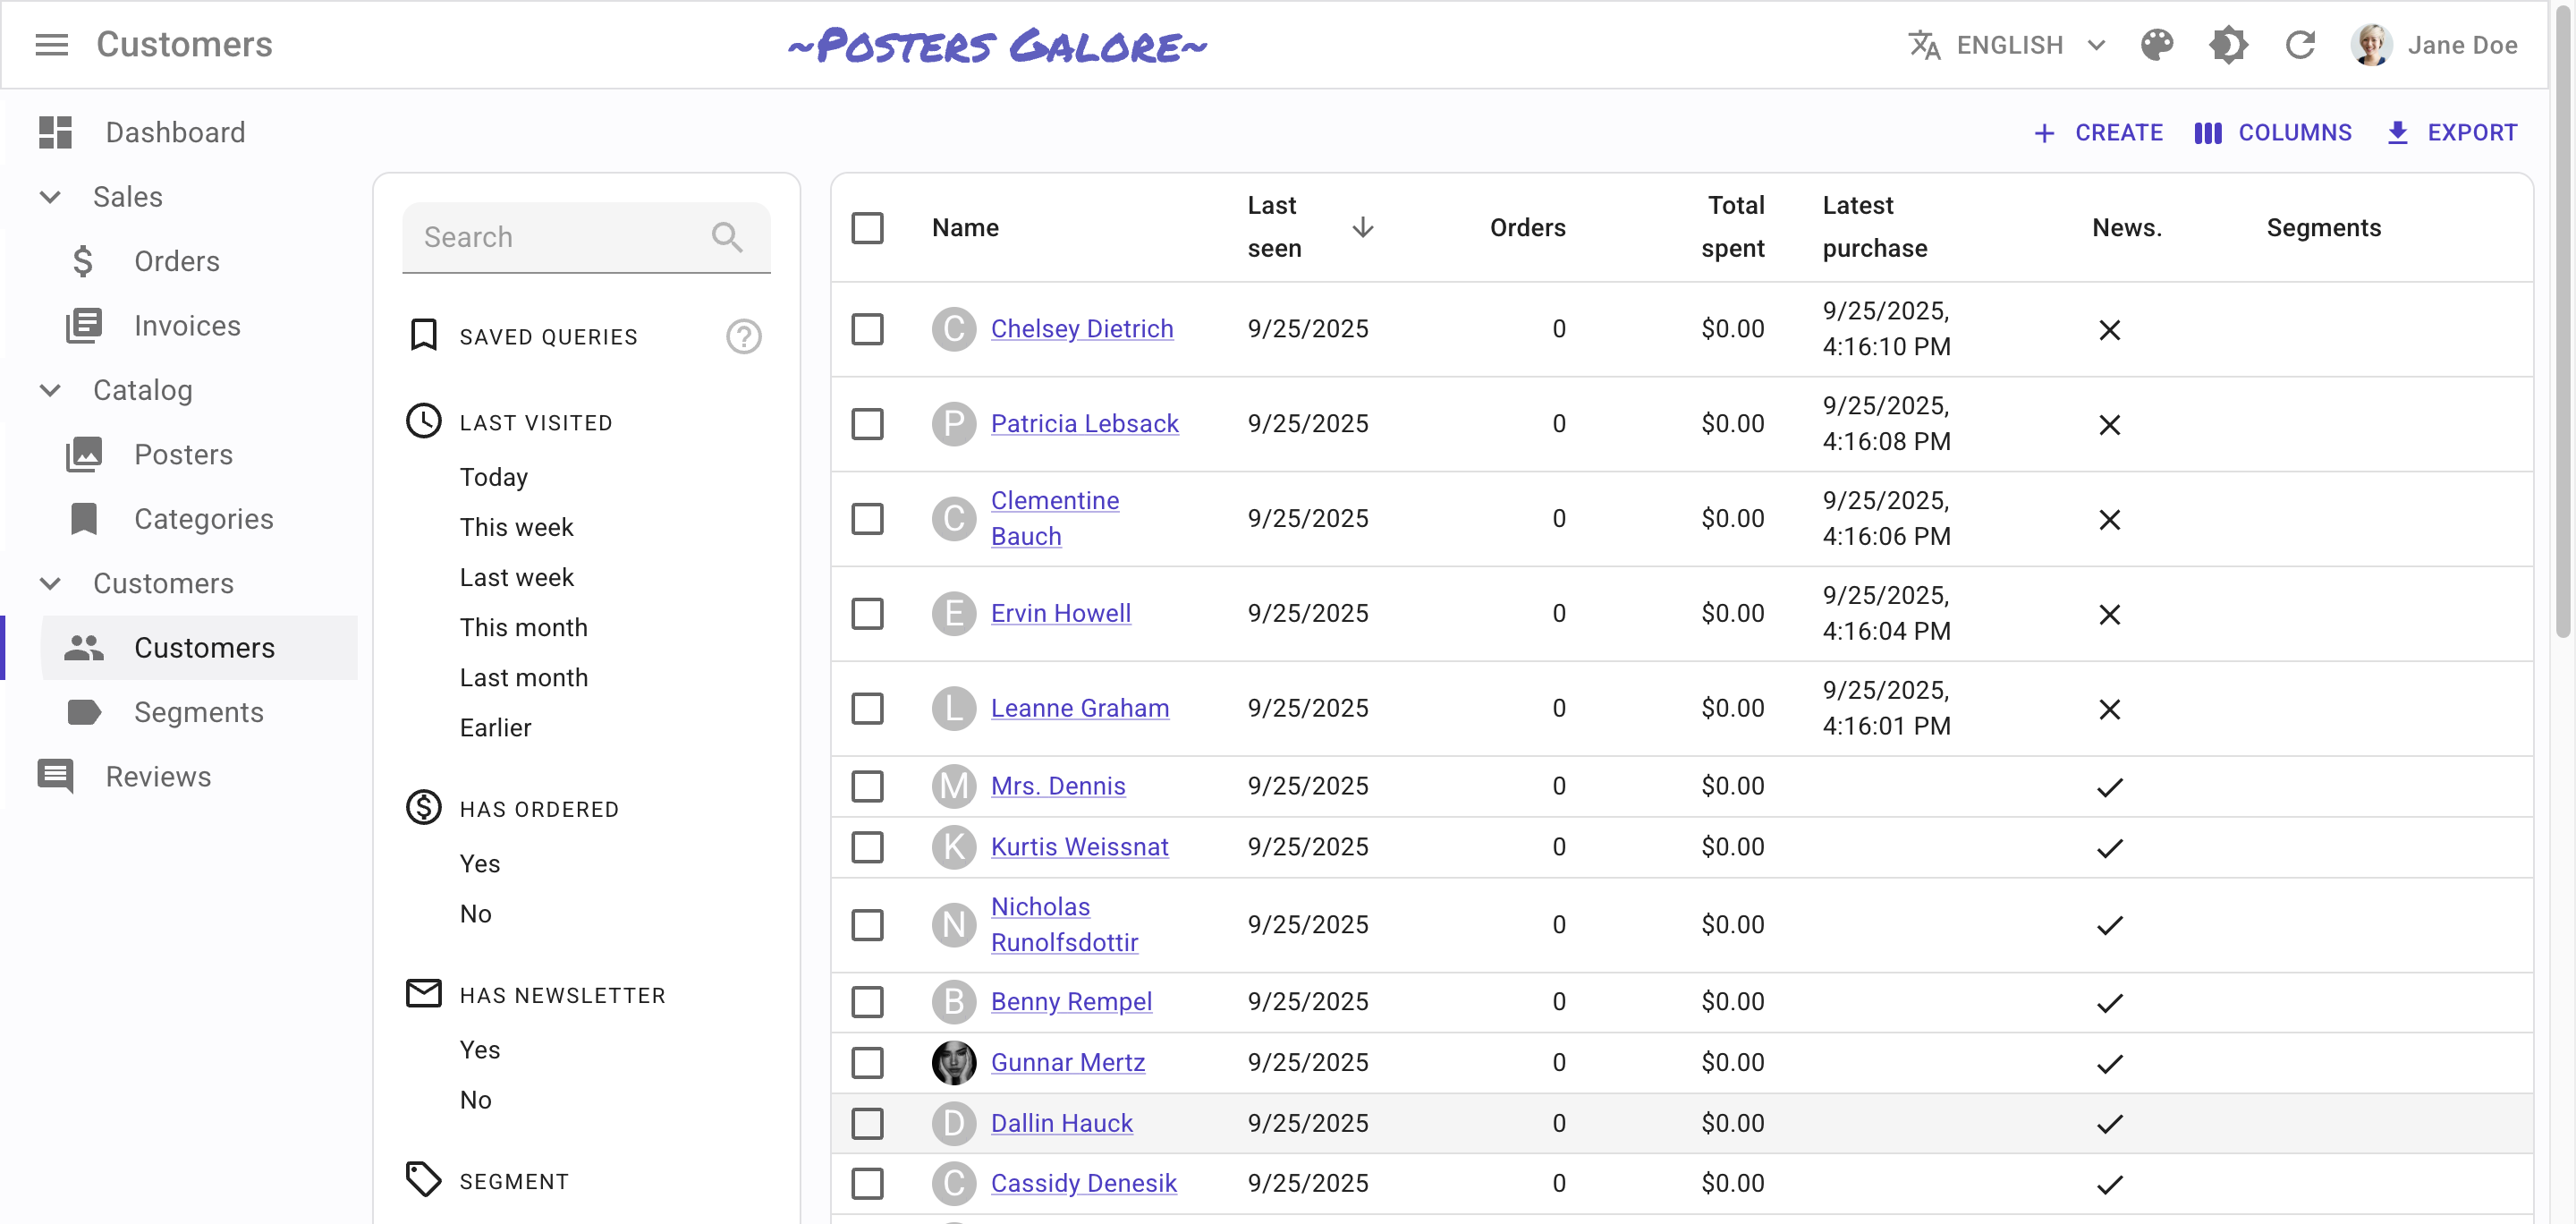 Customers
~Posters Galore~
ENGLISH
Jane Doe
Dashboard
Sales
Orders
Invoices
Catalog
Posters
Categories
Customers
Customers
Segments
Reviews
CREATE
COLUMNS
EXPORT
Search
SAVED QUERIES
?
LAST VISITED
Today
This week
Last week
This month
Last month
Earlier
HAS ORDERED
Yes
No
HAS NEWSLETTER
Yes
No
SEGMENT
Name
Last
seen
Orders
Total
spent
Latest
purchase
News.
Segments
C Chelsey Dietrich 9/25/2025 0 $0.00 9/25/2025,
4:16:10 PM
P Patricia Lebsack 9/25/2025 0 $0.00 9/25/2025,
4:16:08 PM
C Clementine
Bauch 9/25/2025 0 $0.00 9/25/2025,
4:16:06 PM
E Ervin Howell 9/25/2025 0 $0.00 9/25/2025,
4:16:04 PM
L Leanne Graham 9/25/2025 0 $0.00 9/25/2025,
4:16:01 PM
M Mrs. Dennis 9/25/2025 0 $0.00
K Kurtis Weissnat 9/25/2025 0 $0.00
N Nicholas
Runolfsdottir 9/25/2025 0 $0.00
B Benny Rempel 9/25/2025 0 $0.00
Gunnar Mertz 9/25/2025 0 $0.00
D Dallin Hauck 9/25/2025 0 $0.00
C Cassidy Denesik 9/25/2025 0 $0.00